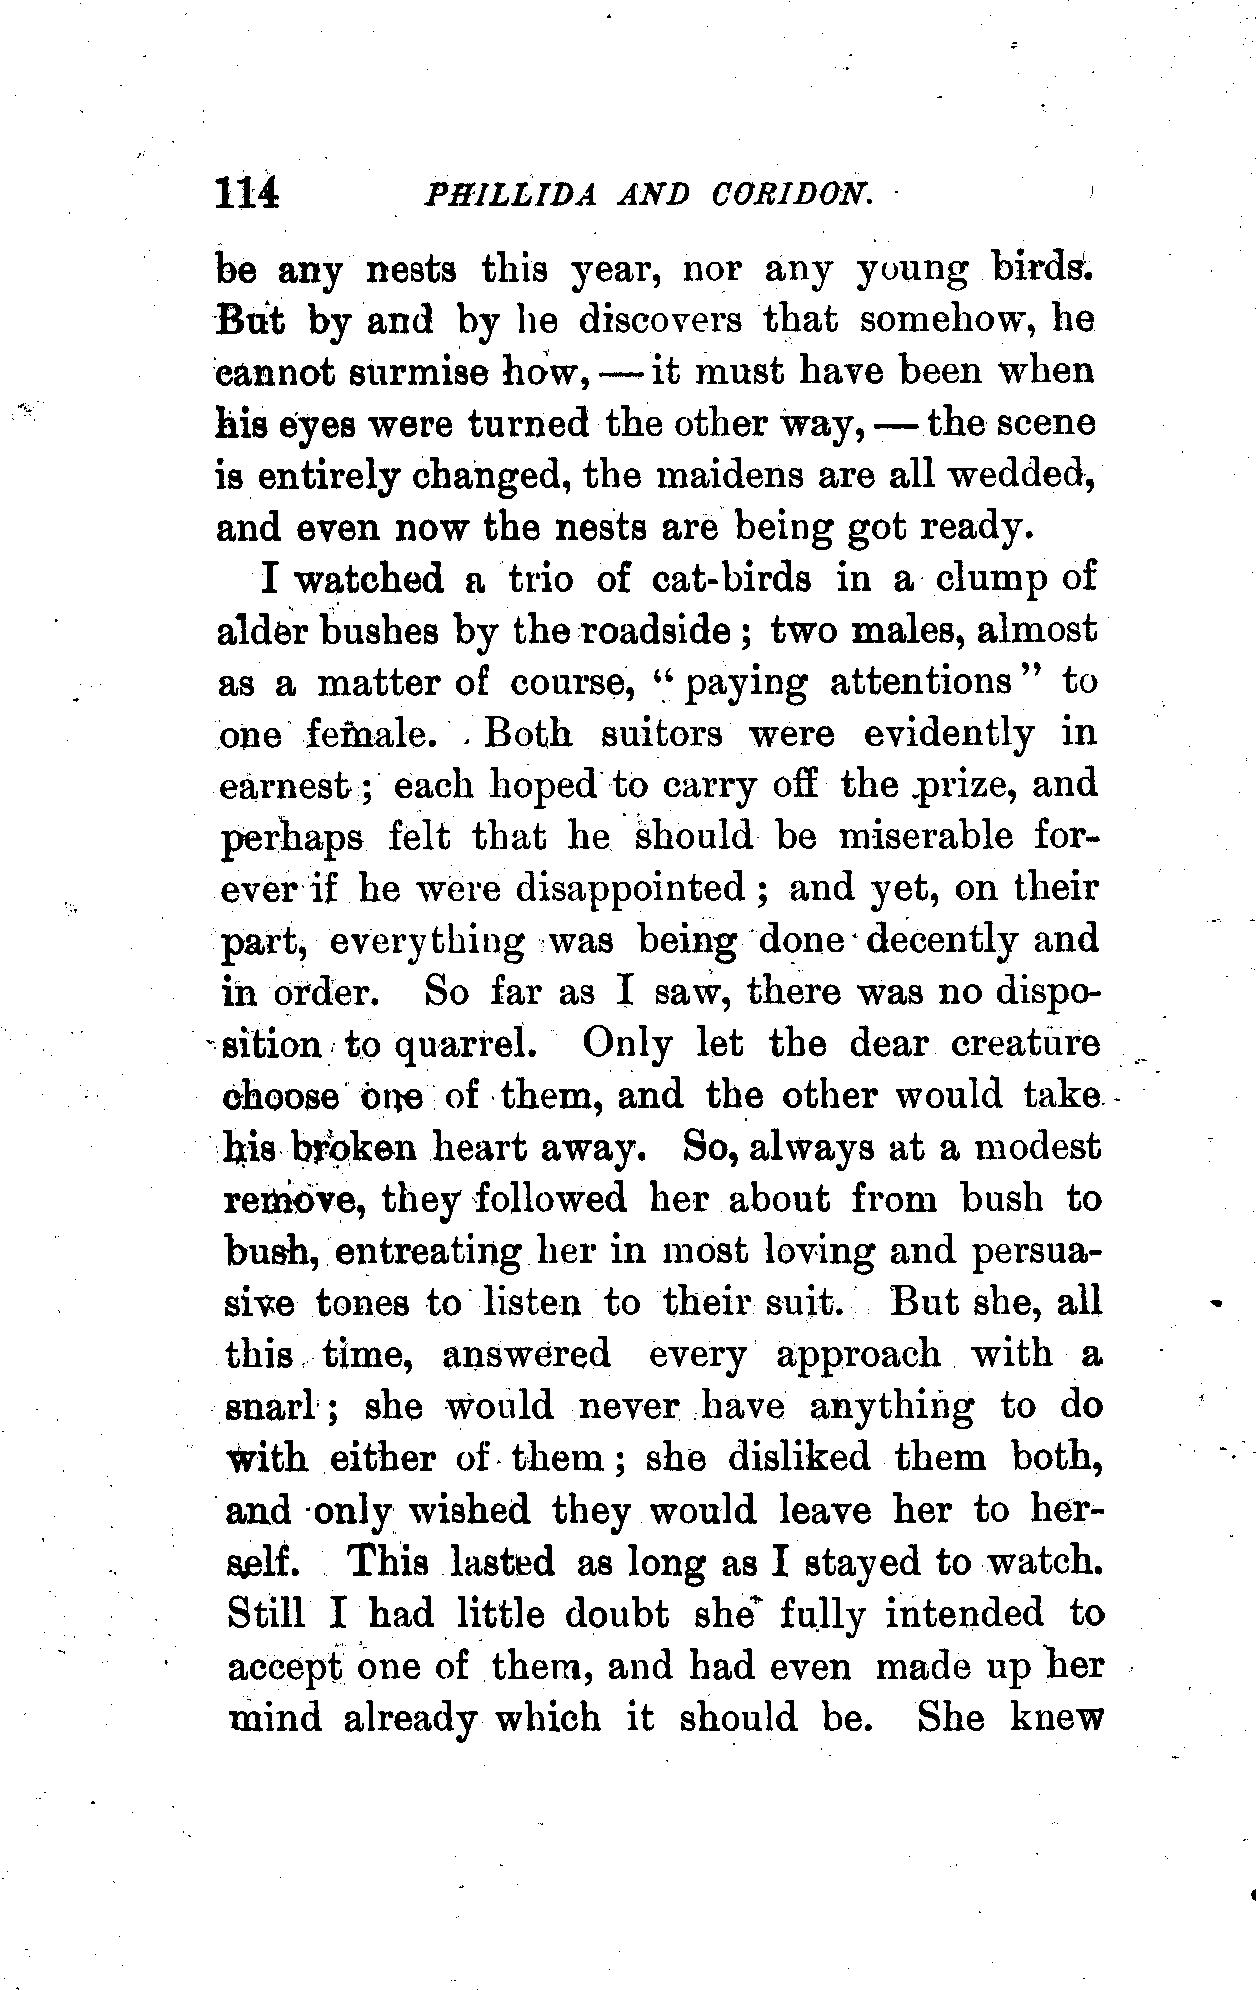 114 PHILLIDA AND CORIDON.
be any nests this year, nor any young birds.
But by and by he discovers that somehow, he
cannot surmise how, — it must have been when
his eyes were turned the other way, — the scene
is entirely changed, the maidens are all wedded,
and even now the nests are being got ready.
I watched a trio of cat-birds in a clump of
alder bushes by the roadside; two males, almost
as a matter of course, “paying attentions” to
one female. Both suitors were evidently in
earnest; each hoped to carry off the prize, and
perhaps felt that he should be miserable for-
ever if he were disappointed; and yet, on their
part, everything was being done decently and
in order. So far as I saw, there was no dispo-
sition to quarrel. Only let the dear creature
choose one of them, and the other would take
his broken heart away. So, always at a modest
remove, they followed her about from bush to
bush, entreating her in most loving and persua-
sive tones to listen to their suit. But she, all
this time, answered every approach with a
snarl; she would never have anything to do
with either of them; she disliked them both,
and only wished they would leave her to her-
self. This lasted as long as I stayed to watch.
Still I had little doubt she fully intended to
accept one of them, and had even made up her
mind already which it should be. She knew